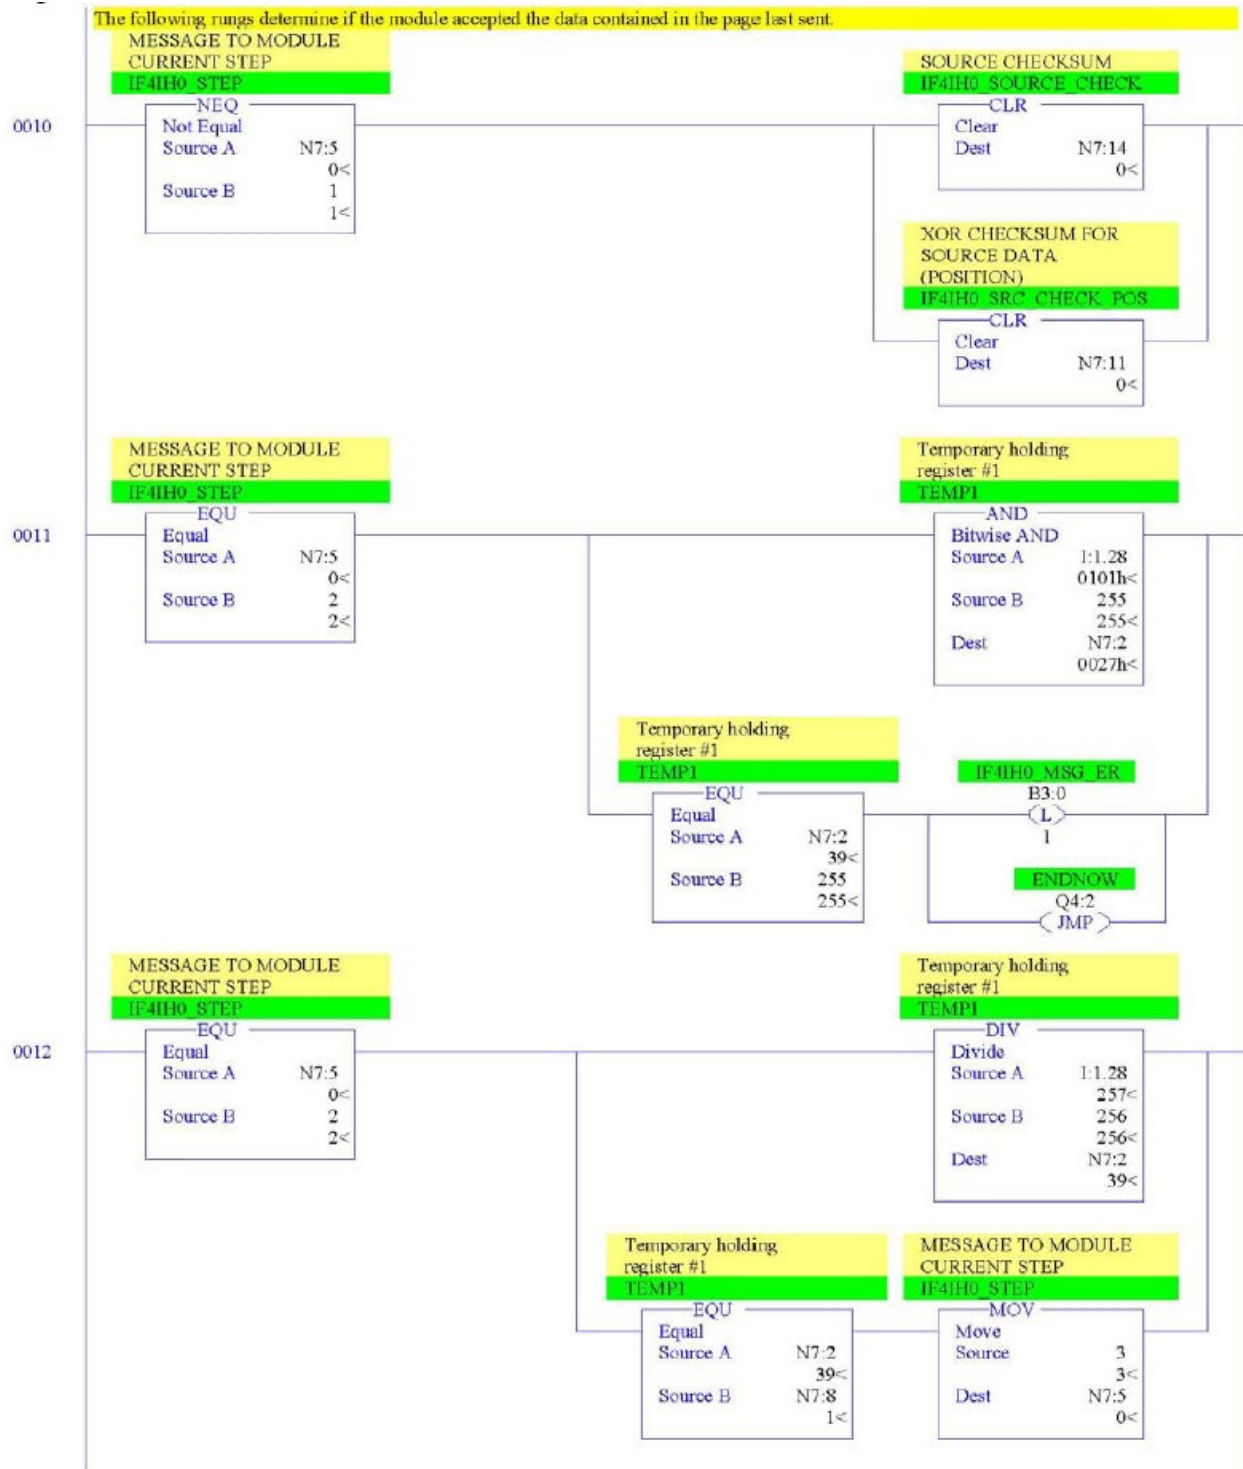 The following rungs determine if the module accepted the data contained in the page last sent.
MESSAGE TO MODULE
CURRENT STEP
IF4IH0_STEP
NEQ
Not Equal
Source A N7:5
0<
Source B 1
1<
0010
SOURCE CHECKSUM
IF4IH0_SOURCE_CHECK
CLR
Clear
Dest N7:14
0<
XOR CHECKSUM FOR
SOURCE DATA
(POSITION)
IF4IH0_SRC_CHECK_POS
CLR
Clear
Dest N7:11
0<
MESSAGE TO MODULE
CURRENT STEP
IF4IH0_STEP
EQU
0011
Equal
Source A N7:5
0<
Source B 2
2<
Temporary holding
register #1
TEMP1
AND
Bitwise AND
Source A I:1.28
0101h<
Source B 255
255<
Dest N7:2
0027h<
Temporary holding
register #1
TEMP1
EQU
Equal
Source A N7:2
39<
Source B 255
255<
IF4IH0_MSG_ER
B3:0
L
1
ENDNOW
Q4:2
JMP
MESSAGE TO MODULE
CURRENT STEP
IF4IH0_STEP
EQU
0012
Equal
Source A N7:5
0<
Source B 2
2<
Temporary holding
register #1
TEMP1
DIV
Divide
Source A I:1.28
257<
Source B 256
256<
Dest N7:2
39<
Temporary holding
register #1
TEMP1
EQU
Equal
Source A N7:2
39<
Source B N7:8
1<
MESSAGE TO MODULE
CURRENT STEP
IF4IH0_STEP
MOV
Move
Source 3
3<
Dest N7:5
0<